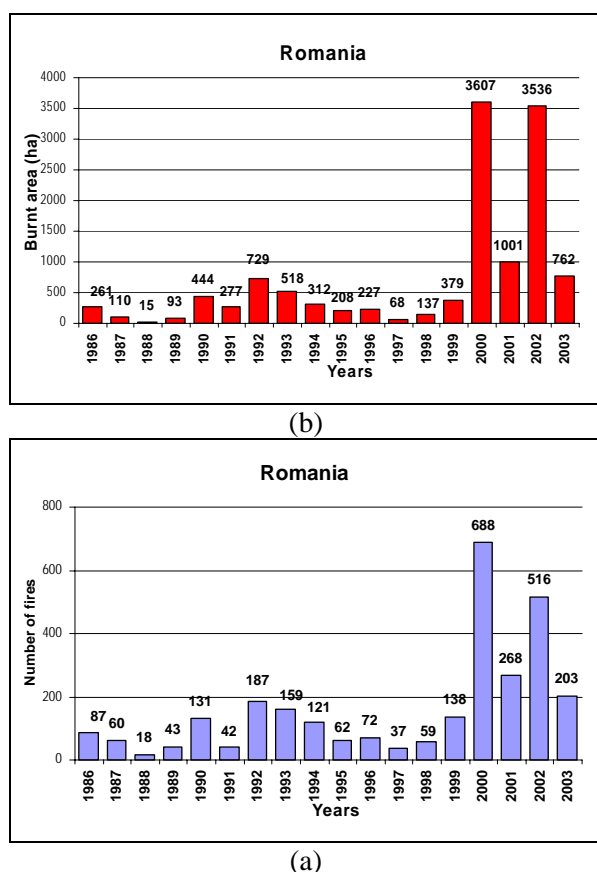 Romania
4000
3500
3000
2500
2000
1500
1000
500
0
Burnt area (ha)
261 110 15 93 444 277 729 518 312 208 227 68 137 379 3607 1001 3536 762
1986 1987 1988 1989 1990 1991 1992 1993 1994 1995 1996 1997 1998 1999 2000 2001 2002 2003
Years
(b)
Romania
800
600
400
200
0
Number of fires
87 60 18 43 131 42 187 159 121 62 72 37 59 138 688 268 516 203
1986 1987 1988 1989 1990 1991 1992 1993 1994 1995 1996 1997 1998 1999 2000 2001 2002 2003
Years
(a)